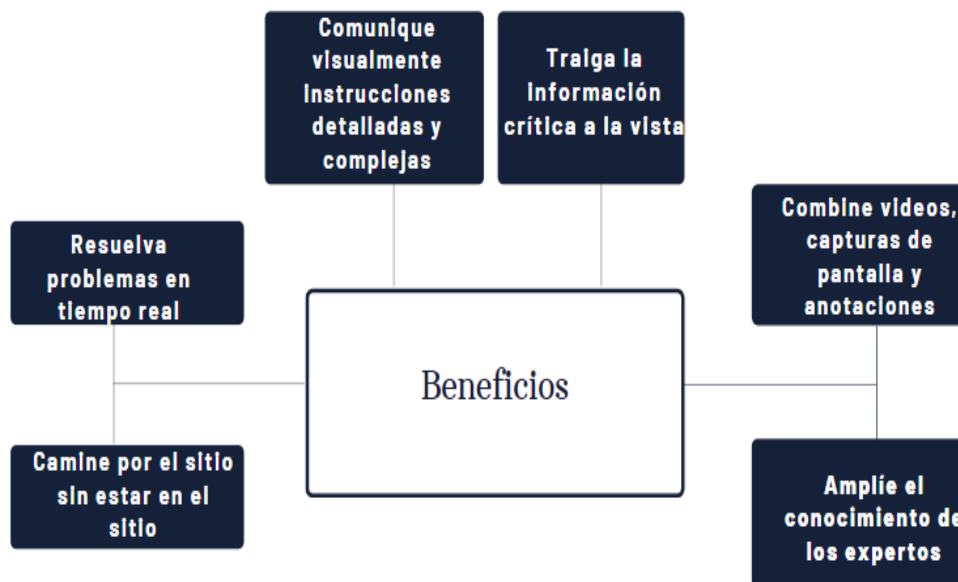 Comunique
visualmente
instrucciones
detalladas y
complejas
Traiga la
información
crítica a la vista
Resuelva
problemas en
tiempo real
Combine videos,
capturas de
pantalla y
anotaciones
Beneficios
Camine por el sitio
sin estar en el
sitio
Amplíe el
conocimiento de
los expertos